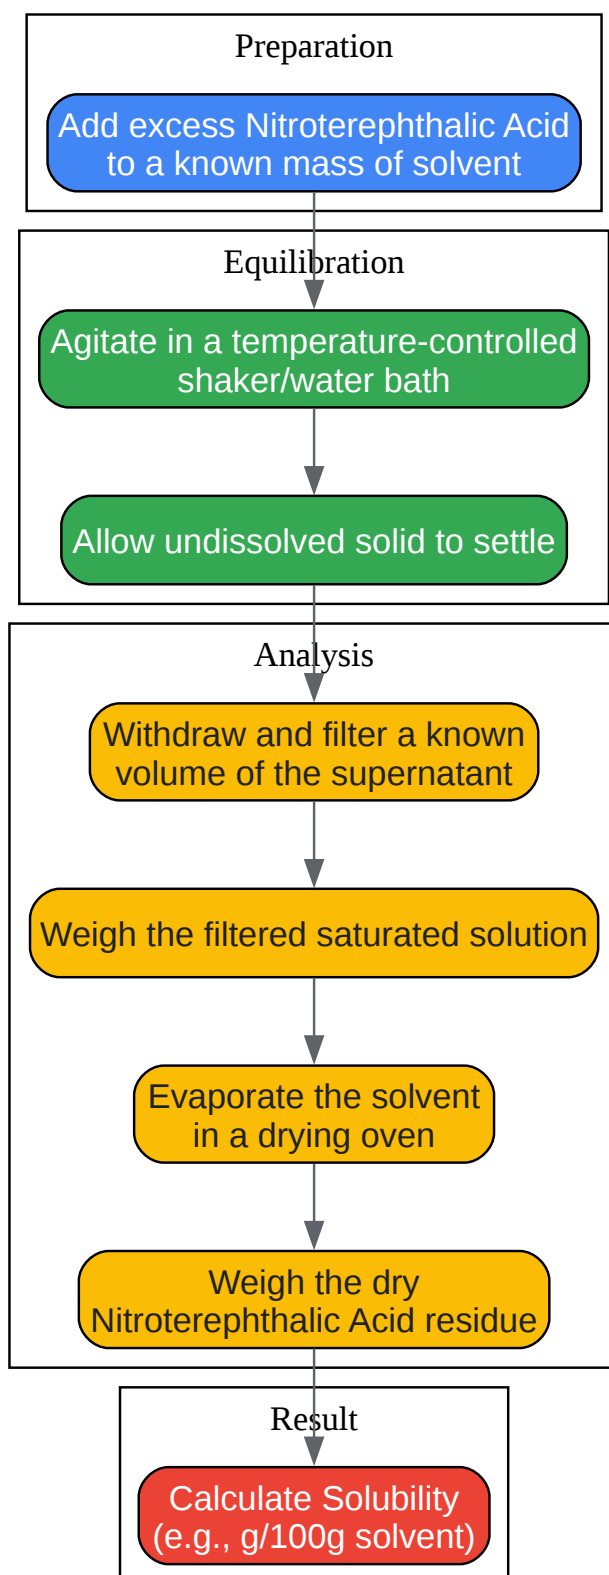 Preparation
Add excess Nitroterephthalic Acid
to a known mass of solvent
Equilibration
Agitate in a temperature-controlled
shaker/water bath
Allow undissolved solid to settle
Analysis
Withdraw and filter a known
volume of the supernatant
Weigh the filtered saturated solution
Evaporate the solvent
in a drying oven
Weigh the dry
Nitroterephthalic Acid residue
Result
Calculate Solubility
(e.g., g/100g solvent)